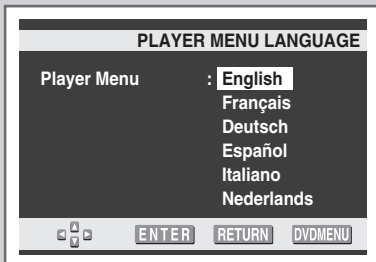 PLAYER MENU LANGUAGE
Player Menu : English
Français
Deutsch
Español
Italiano
Nederlands
ENTER RETURN DVDMENU